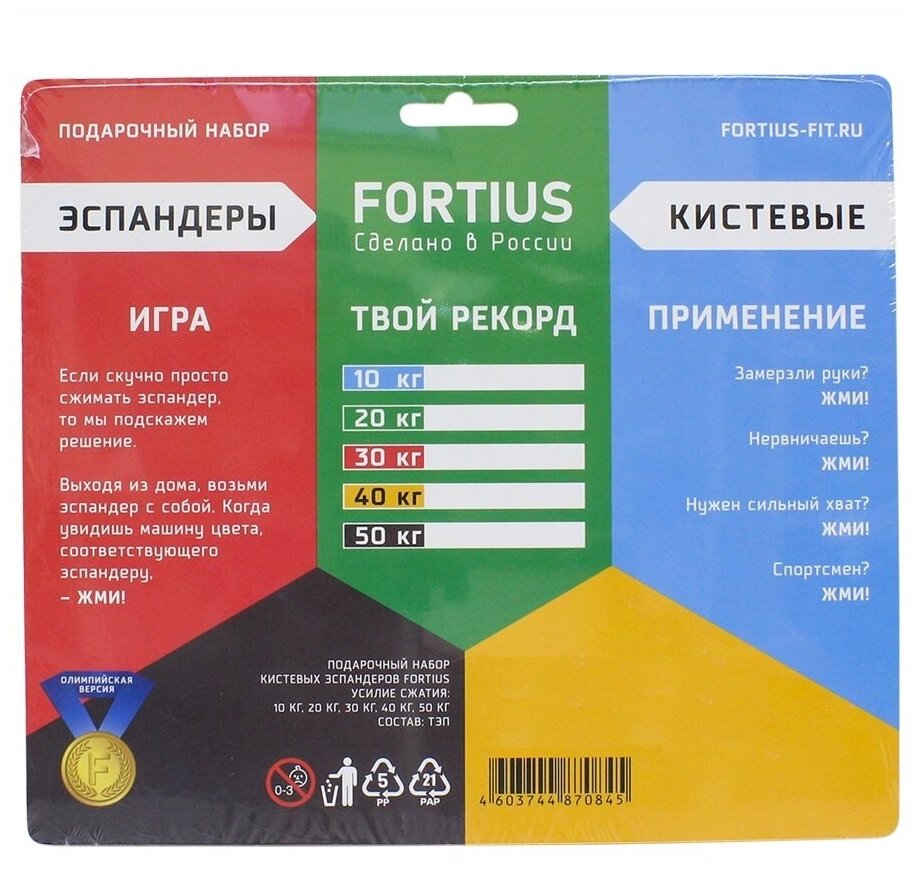 ПОДАРОЧНЫЙ НАБОР
ЭСПАНДЕРЫ
ИГРА
Если скучно просто
сжимать эспандер,
то мы подскажем
решение.
Выходя из дома, возьми
эспандер с собой. Когда
увидишь машину цвета,
соответствующего
эспандеру,
– ЖМИ!
FORTIUS
Сделано в России
ТВОЙ РЕКОРД
10 кг
20 кг
30 кг
40 кг
50 кг
FORTIUS-FIT.RU
КИСТЕВЫЕ
ПРИМЕНЕНИЕ
Замерзли руки?
ЖМИ!
Нервничаешь?
ЖМИ!
Нужен сильный хват?
ЖМИ!
Спортсмен?
ЖМИ!
ОЛИМПИЙСКАЯ
ВЕРСИЯ
F
ПОДАРОЧНЫЙ НАБОР
КИСТЕВЫХ ЭСПАНДЕРОВ FORTIUS
УСИЛИЕ СЖАТИЯ:
10 КГ, 20 КГ, 30 КГ, 40 КГ, 50 КГ
СОСТАВ: ТЭП
0-3
5
PP
21
PAP
4 603744 870845